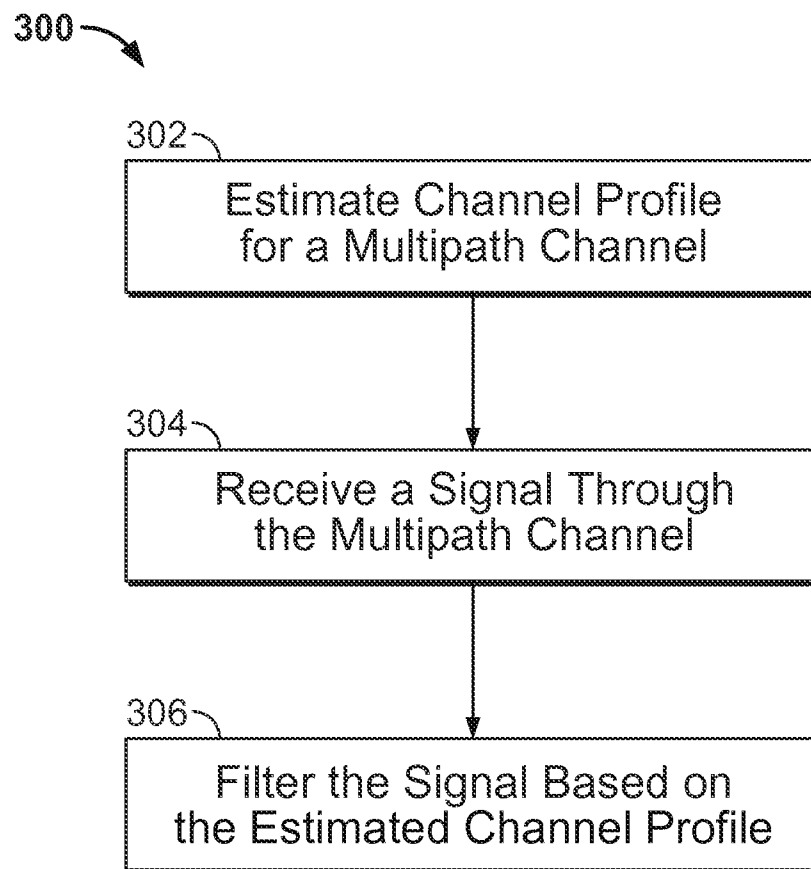 300
302
Estimate Channel Profile
for a Multipath Channel
304
Receive a Signal Through
the Multipath Channel
306
Filter the Signal Based on
the Estimated Channel Profile